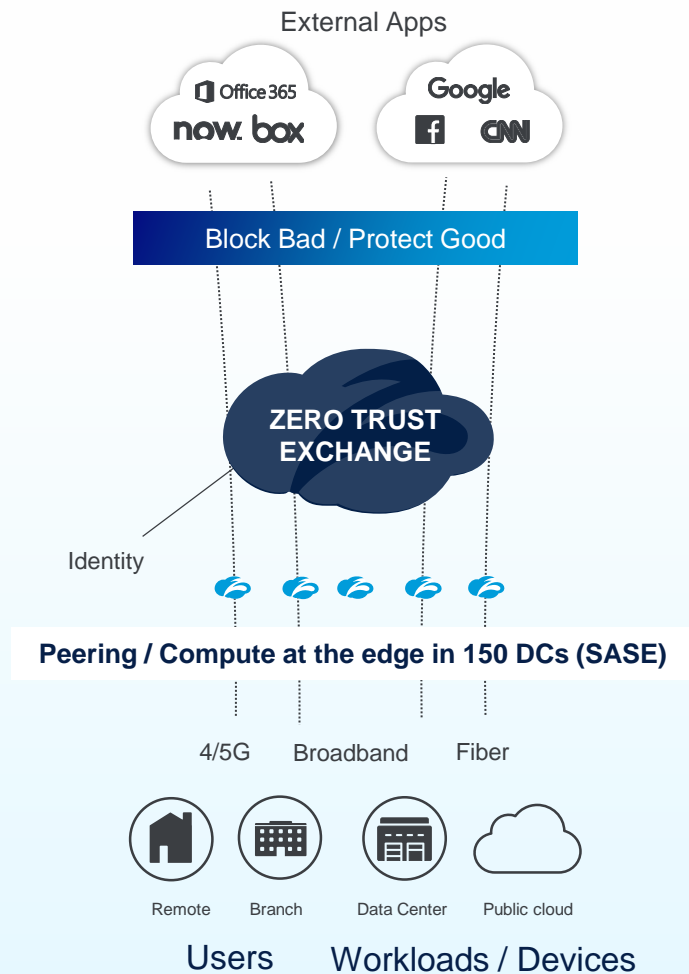 External Apps
Office 365
now. box
Google
f CNN
Block Bad / Protect Good
ZERO TRUST
EXCHANGE
Identity
Peering / Compute at the edge in 150 DCs (SASE)
4/5G Broadband Fiber
Remote Branch Data Center Public cloud
Users Workloads / Devices